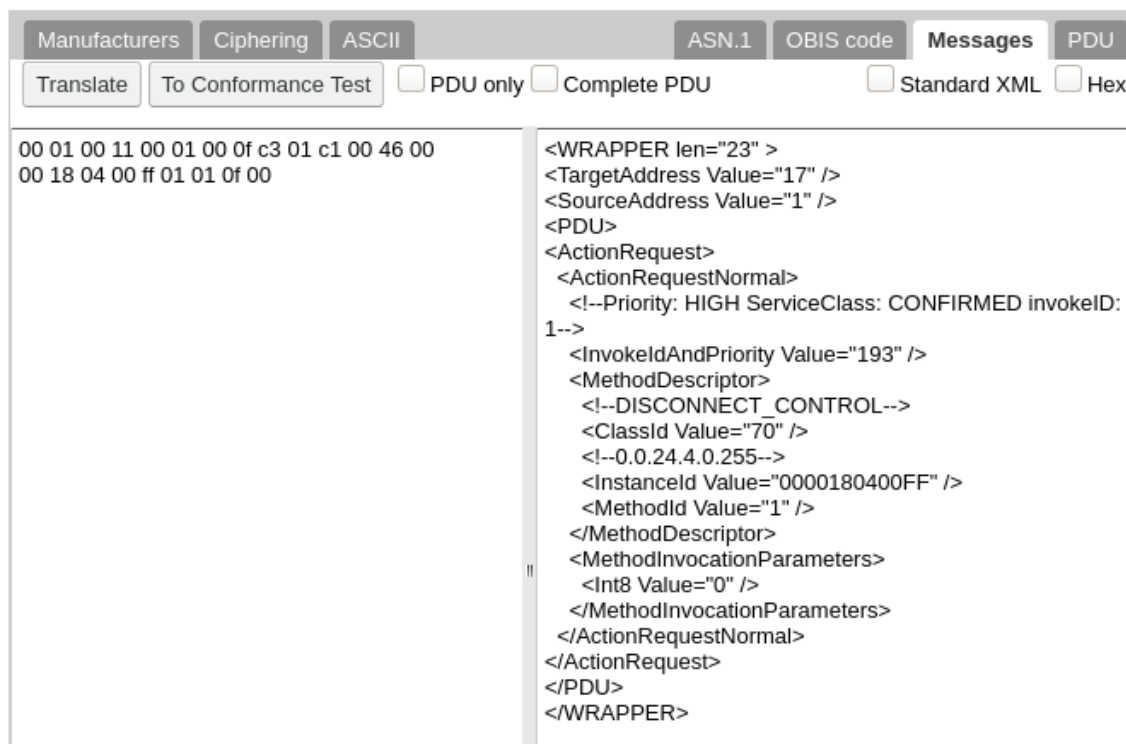 Manufacturers Ciphering ASCII ASN.1 OBIS code Messages PDU
Translate To Conformance Test PDU only Complete PDU Standard XML Hex
00 01 00 11 00 01 00 0f c3 01 c1 00 46 00
00 18 04 00 ff 01 01 0f 00
<WRAPPER len="23" >
<TargetAddress Value="17" />
<SourceAddress Value="1" />
<PDU>
<ActionRequest>
<ActionRequestNormal>
<!--Priority: HIGH ServiceClass: CONFIRMED invokeID:
1-->
<InvokeIdAndPriority Value="193" />
<MethodDescriptor>
<!--DISCONNECT_CONTROL-->
<ClassId Value="70" />
<!--0.0.24.4.0.255-->
<InstanceId Value="0000180400FF" />
<MethodId Value="1" />
</MethodDescriptor>
<MethodInvocationParameters>
<Int8 Value="0" />
</MethodInvocationParameters>
</ActionRequestNormal>
</ActionRequest>
</PDU>
</WRAPPER>